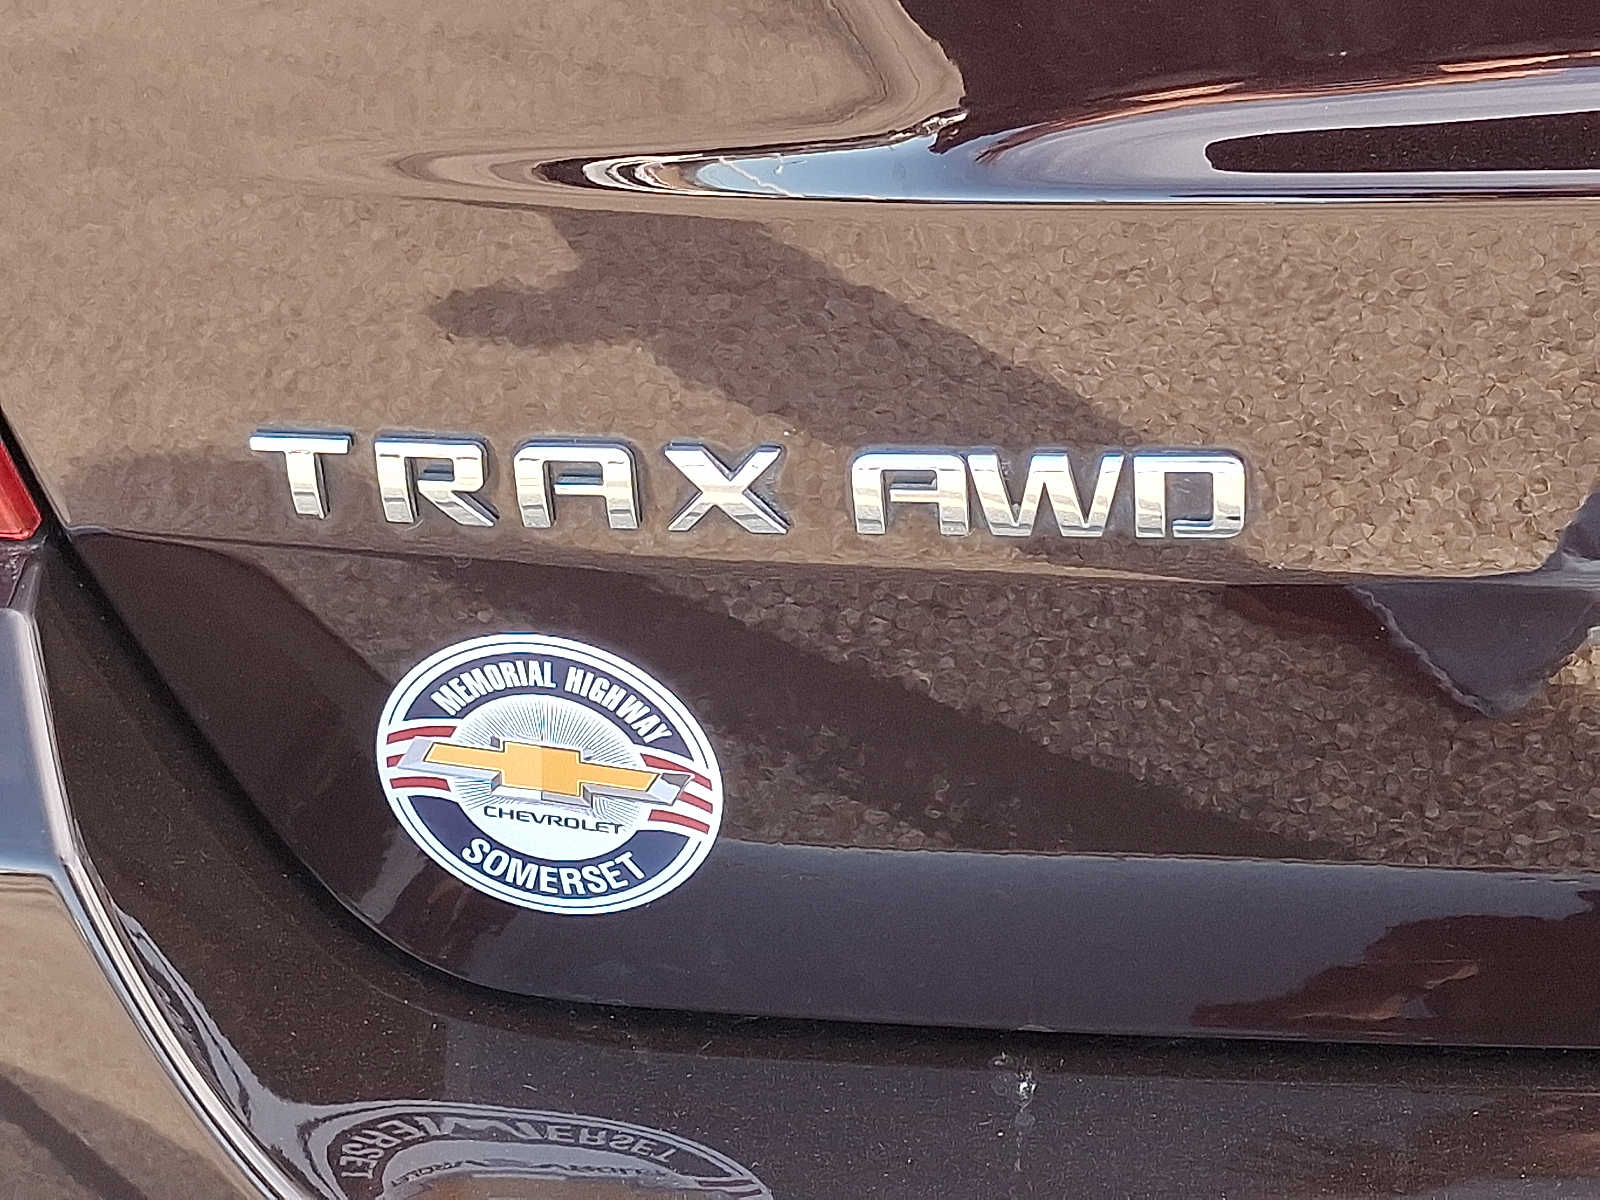 TRAX AWD
MEMORIAL HIGHWAY
CHEVROLET
SOMERSET